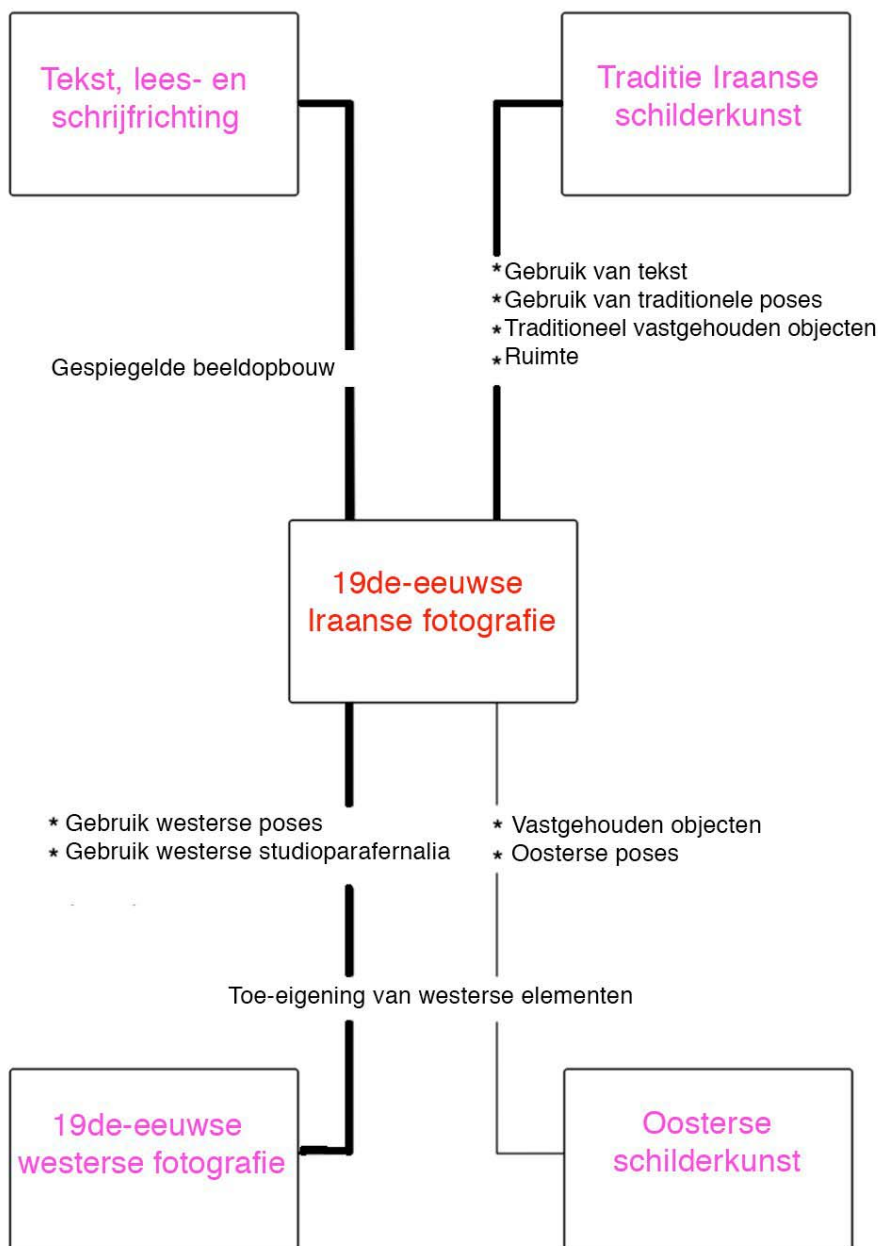 Tekst, lees- en
schrijfrichting
Traditie Iraanse
schilderkunst
* Gebruik van tekst
* Gebruik van traditionele poses
* Traditioneel vastgehouden objecten
* Ruimte
Gespiegelde beeldopbouw
19de-eeuwse
Iraanse fotografie
* Gebruik westerse poses
* Gebruik westerse studioparafernalia
* Vastgehouden objecten
* Oosterse poses
Toe-eigening van westerse elementen
19de-eeuwse
westerse fotografie
Oosterse
schilderkunst